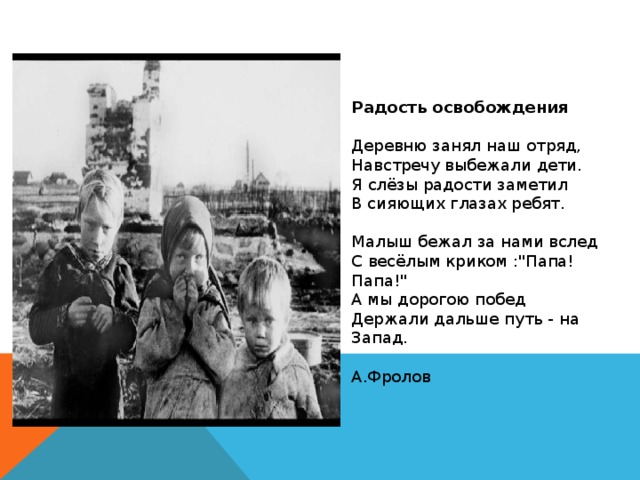 Радость освобождения
Деревню занял наш отряд,
Навстречу выбежали дети.
Я слёзы радости заметил
В сияющих глазах ребят.
Малыш бежал за нами вслед
С весёлым криком :"Папа!
Папа!"
А мы дорогою побед
Держали дальше путь - на
Запад.
А.Фролов